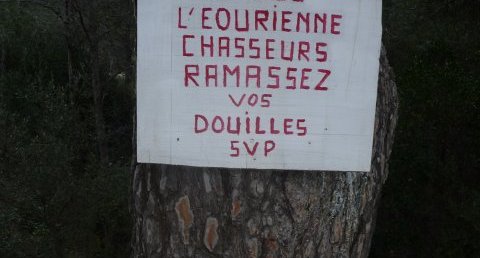 L'EOURIENNE
CHASSEURS
RAMASSEZ
VOS
DOUILLES
SVP